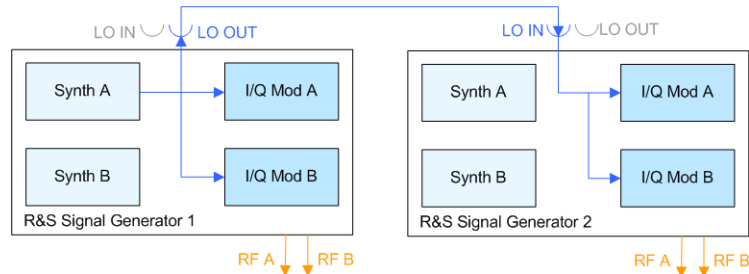 LO IN LO OUT
Synth A I/Q Mod A
Synth B I/Q Mod B
R&S Signal Generator 1
RF A RF B
LO IN LO OUT
Synth A I/Q Mod A
Synth B I/Q Mod B
R&S Signal Generator 2
RF A RF B